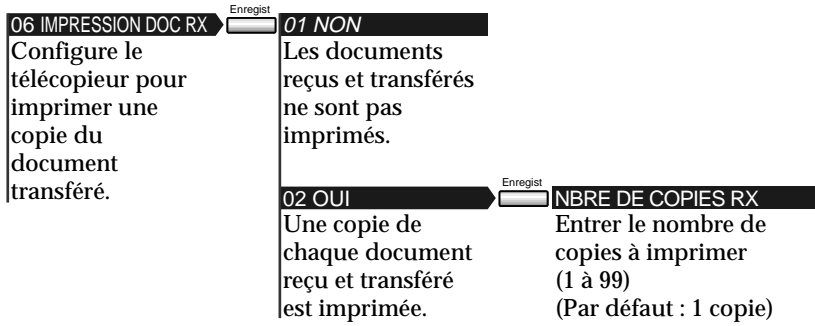 06 IMPRESSION DOC RX
Enregist
Configure le
télécopieur pour
imprimer une
copie du
document
transféré.
01 NON
Les documents
reçus et transférés
ne sont pas
imprimés.
02 OUI
Enregist
Une copie de
chaque document
reçu et transféré
est imprimée.
NBRE DE COPIES RX
Entrer le nombre de
copies à imprimer
(1 à 99)
(Par défaut : 1 copie)